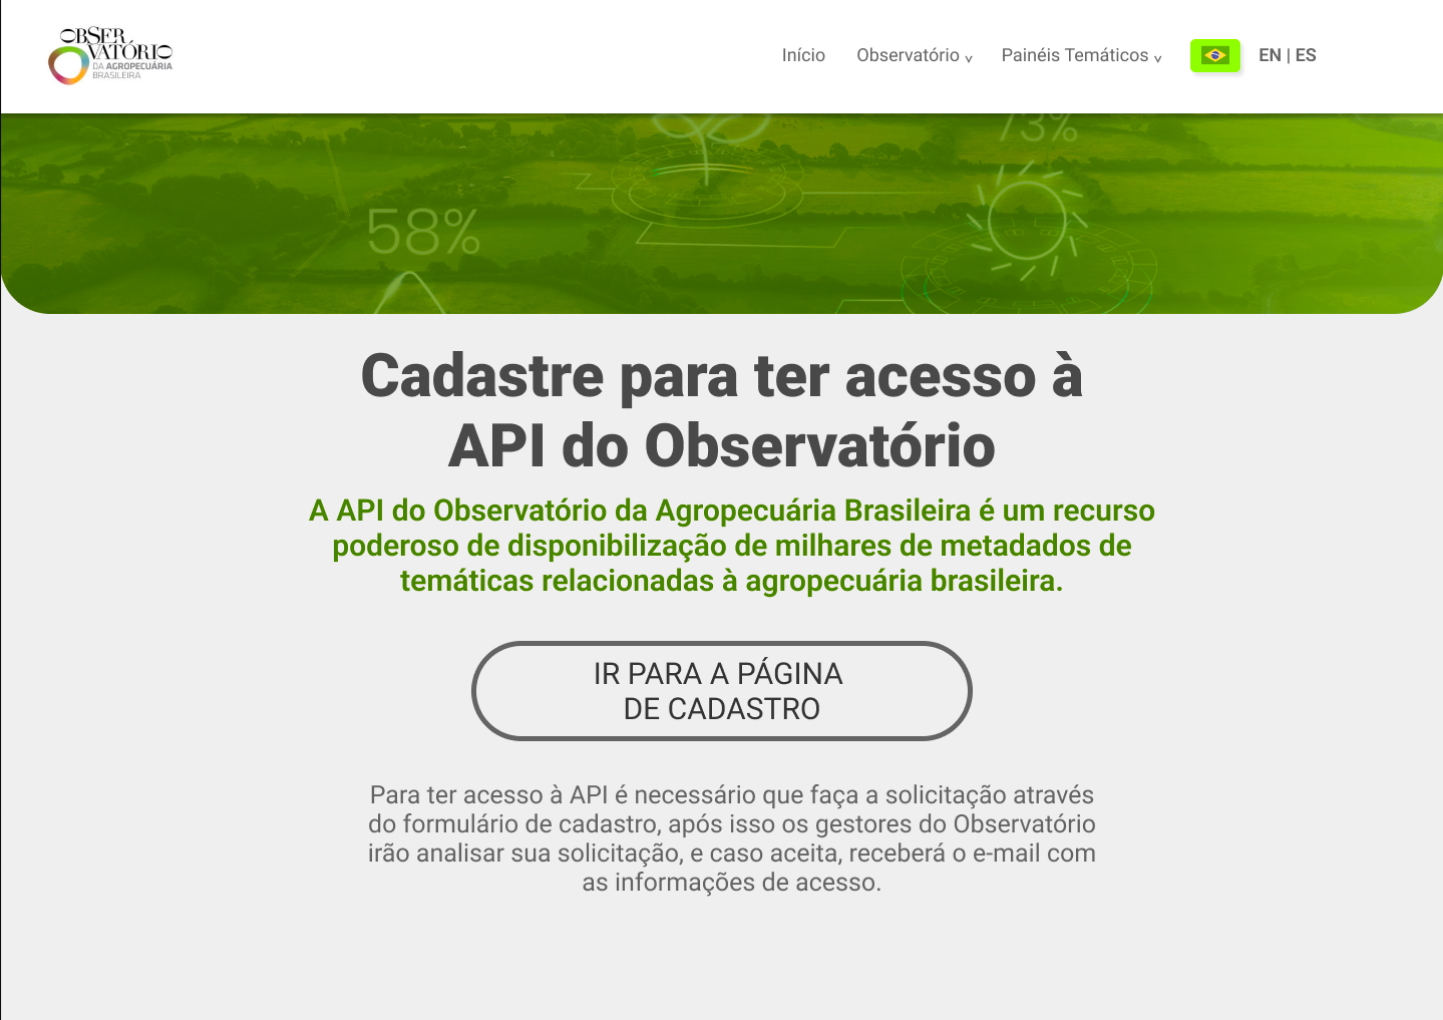 OBSER
VATÓRIO
DA AGROPECUÁRIA
BRASILEIRA
Início Observatório Painéis Temáticos EN | ES
73%
58%
Cadastre para ter acesso à
API do Observatório
A API do Observatório da Agropecuária Brasileira é um recurso
poderoso de disponibilização de milhares de metadados de
temáticas relacionadas à agropecuária brasileira.
IR PARA A PÁGINA
DE CADASTRO
Para ter acesso à API é necessário que faça a solicitação através
do formulário de cadastro, após isso os gestores do Observatório
irão analisar sua solicitação, e caso aceita, receberá o e-mail com
as informações de acesso.